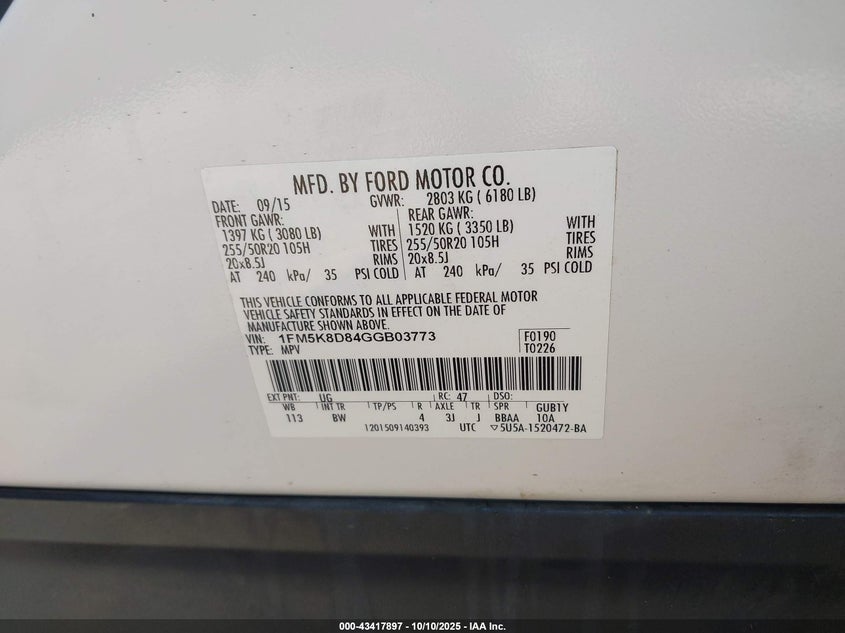 MFD. BY FORD MOTOR CO.
DATE: 09/15 GVWR: 2803 KG ( 6180 LB)
FRONT GAWR: REAR GAWR:
1397 KG ( 3080 LB) WITH 1520 KG ( 3350 LB) WITH
255/50R20 105H TIRES 255/50R20 105H TIRES
20x8.5J RIMS 20x8.5J RIMS
AT 240 kPa/ 35 PSI COLD AT 240 kPa/ 35 PSI COLD
THIS VEHICLE CONFORMS TO ALL APPLICABLE FEDERAL MOTOR
VEHICLE SAFETY STANDARDS IN EFFECT ON THE DATE OF
MANUFACTURE SHOWN ABOVE.
VIN: 1FM5K8D84GGB03773 F0190
TYPE: MPV T0226
EXT PNT: UG RC: 47 DSO:
WB INT TR TP/PS R AXLE TR SPR GUB1Y
113 BW 4 3J J BBAA 10A
1201509140393 UTC ▽5U5A-1520472-BA
000-43417897 - 10/10/2025 - IAA Inc.